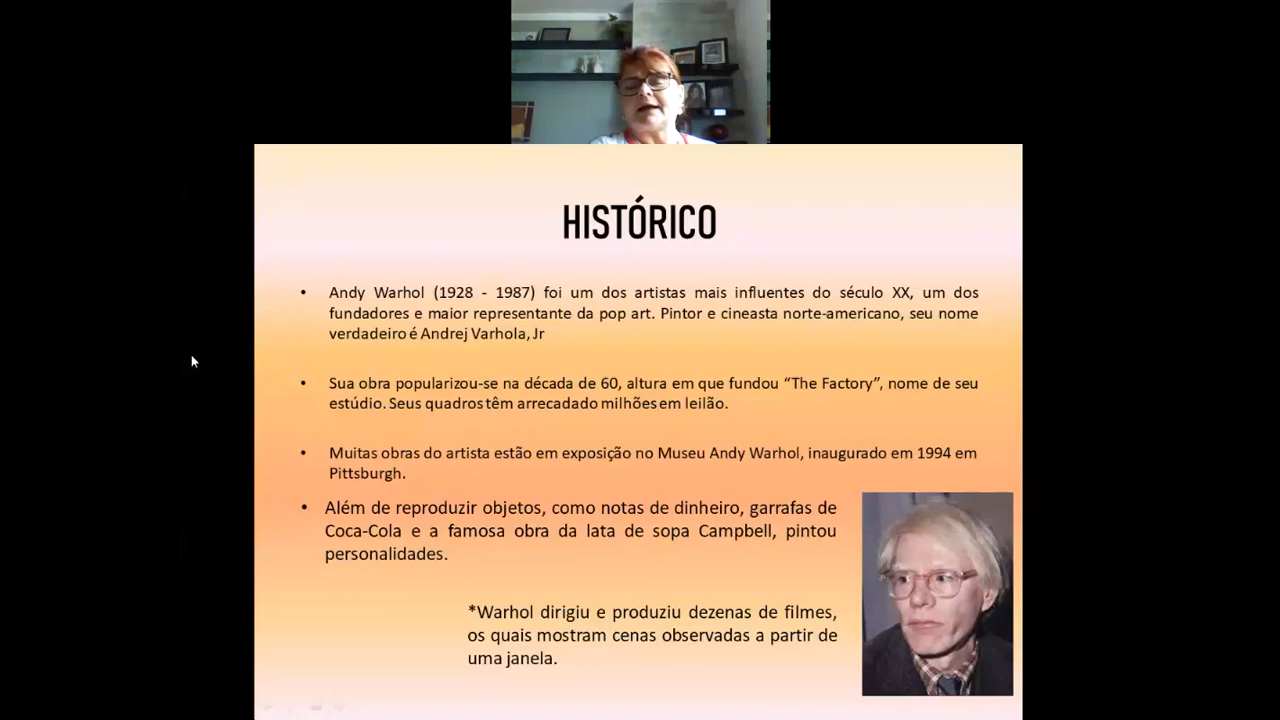 HISTÓRICO
• Andy Warhol (1928 - 1987) foi um dos artistas mais influentes do século XX, um dos
fundadores e maior representante da pop art. Pintor e cineasta norte-americano, seu nome
verdadeiro é Andrej Varhola, Jr
• Sua obra popularizou-se na década de 60, altura em que fundou “The Factory”, nome de seu
estúdio. Seus quadros têm arrecadado milhões em leilão.
• Muitas obras do artista estão em exposição no Museu Andy Warhol, inaugurado em 1994 em
Pittsburgh.
• Além de reproduzir objetos, como notas de dinheiro, garrafas de
Coca-Cola e a famosa obra da lata de sopa Campbell, pintou
personalidades.
*Warhol dirigiu e produziu dezenas de filmes,
os quais mostram cenas observadas a partir de
uma janela.